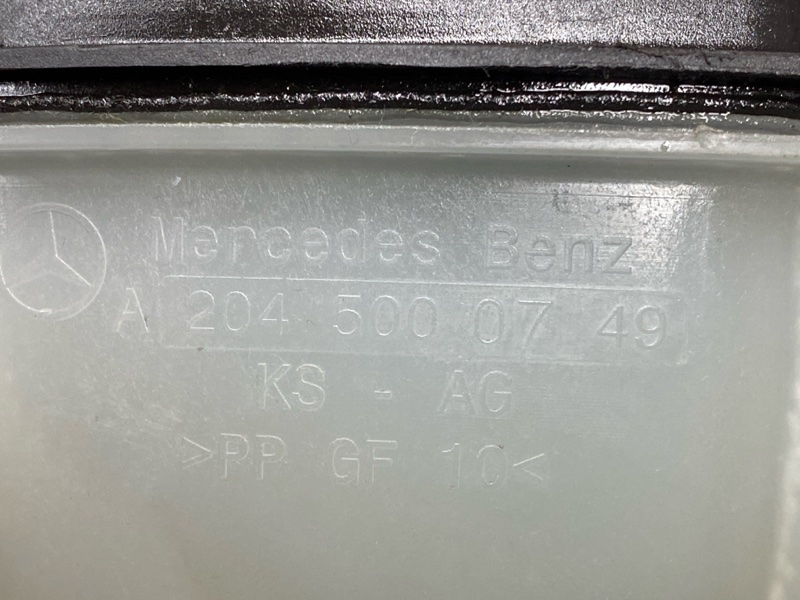 Mercedes Benz
A 204 500 07 49
KS - AG
>PP GF 10<